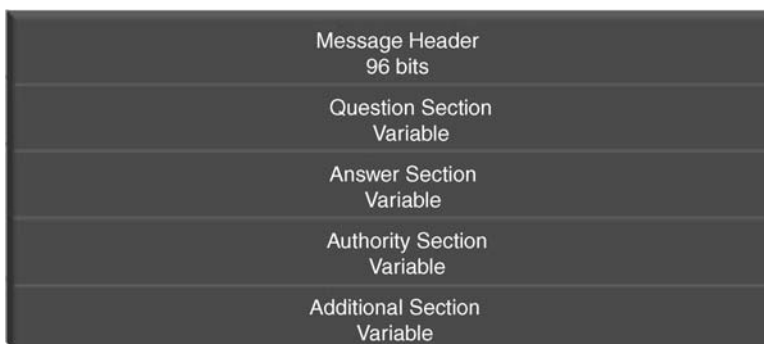 Message Header
96 bits
Question Section
Variable
Answer Section
Variable
Authority Section
Variable
Additional Section
Variable